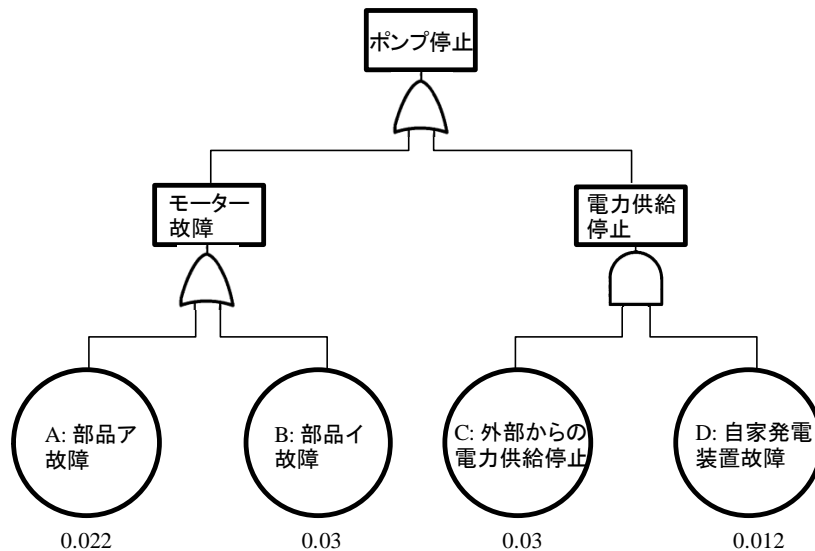 ポンプ停止
モーター
故障
電力供給
停止
A: 部品ア
故障
B: 部品イ
故障
C: 外部からの
電力供給停止
D: 自家発電
装置故障
0.022
0.03
0.03
0.012